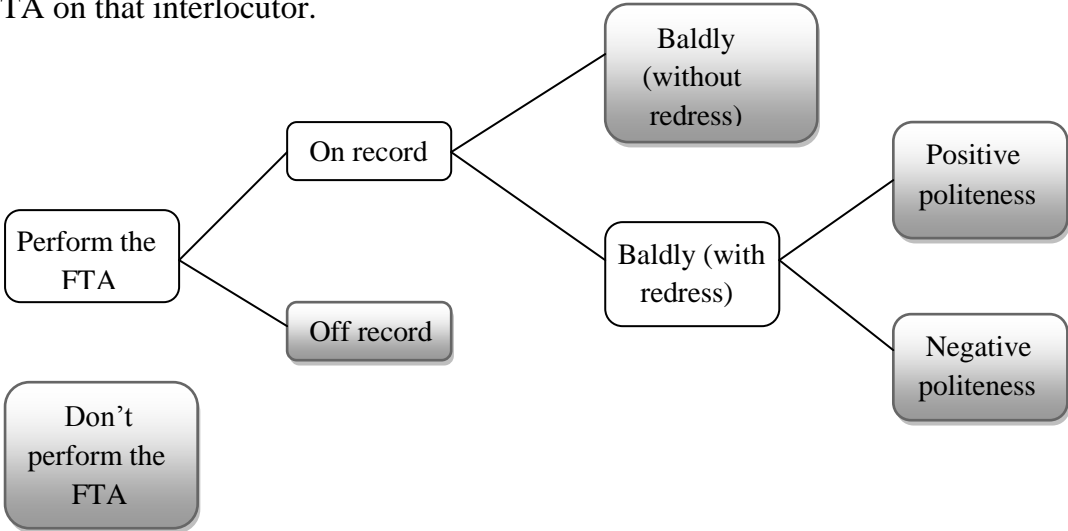 TA on that interlocutor.
Baldly
(without
redress)
On record
Positive
politeness
Perform the
FTA
Baldly (with
redress)
Off record
Negative
politeness
Don’t
perform the
FTA